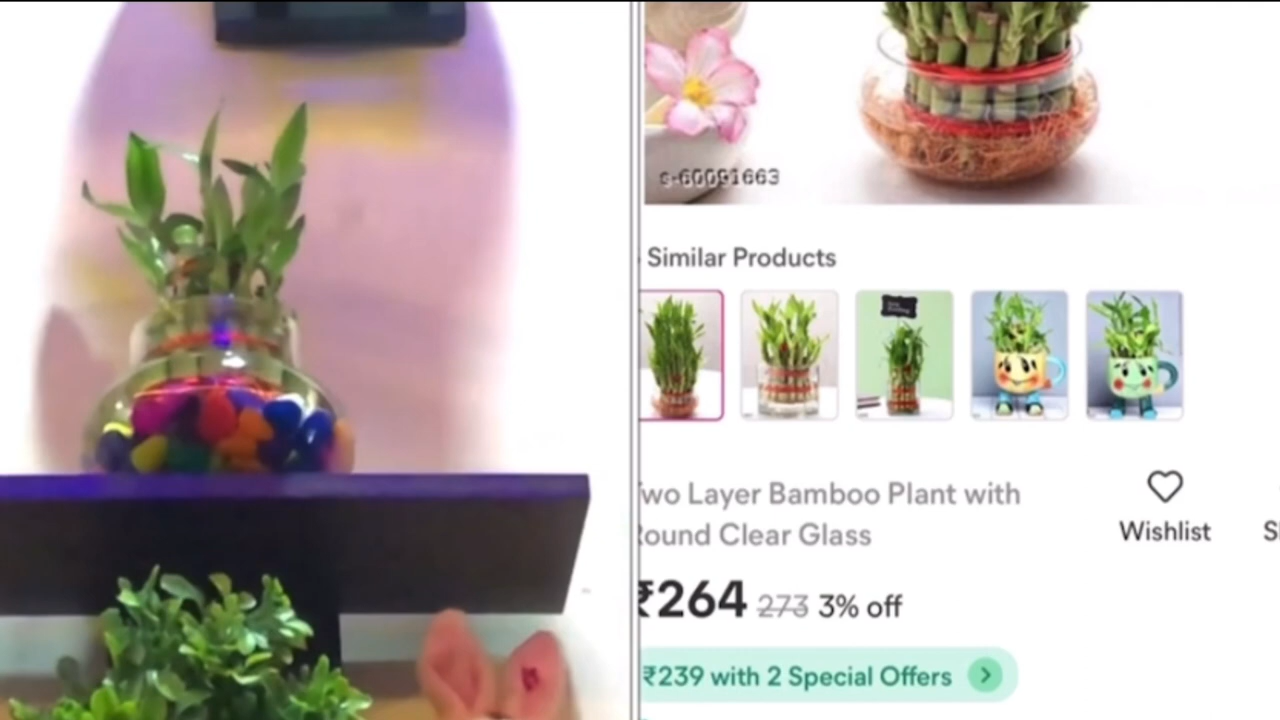 s-60091663
Similar Products
wo Layer Bamboo Plant with
ound Clear Glass
Wishlist
₹264 273 3% off
₹239 with 2 Special Offers